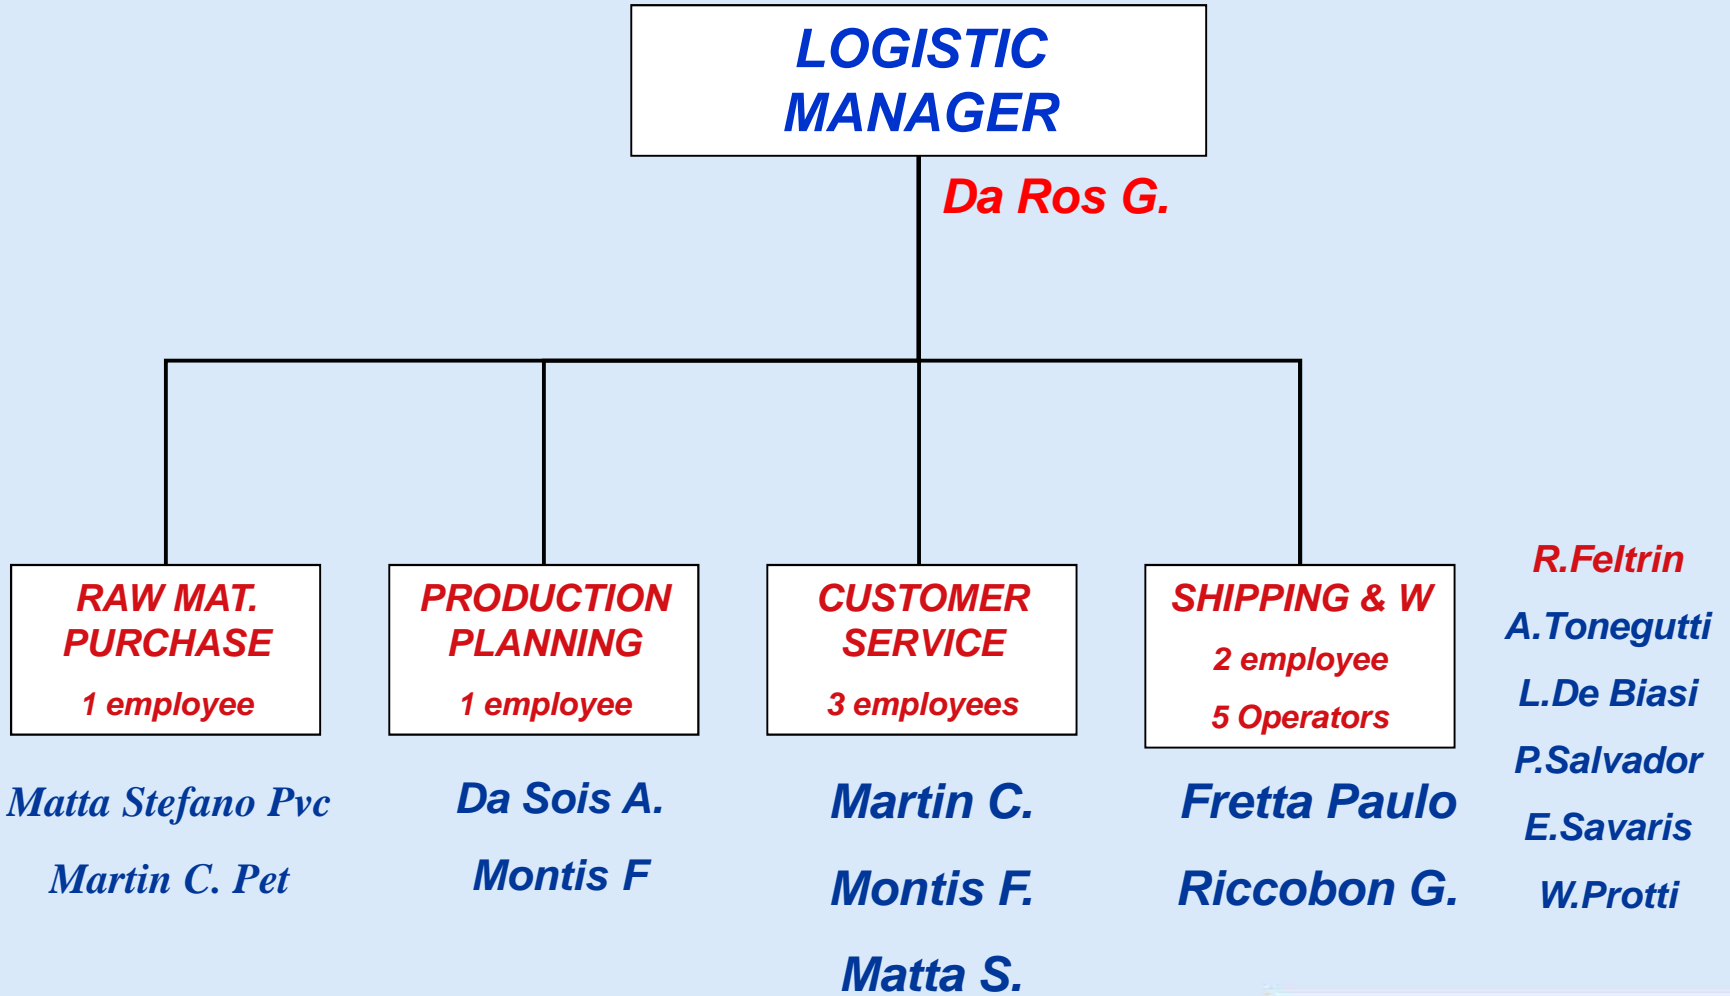 LOGISTIC
MANAGER
Da Ros G.
RAW MAT.
PURCHASE
1 employee
Matta Stefano Pvc
Martin C. Pet
PRODUCTION
PLANNING
1 employee
Da Sois A.
Montis F
CUSTOMER
SERVICE
3 employees
Martin C.
Montis F.
Matta S.
SHIPPING & W
2 employee
5 Operators
Fretta Paulo
Riccobon G.
R.Feltrin
A.Tonegutti
L.De Biasi
P.Salvador
E.Savaris
W.Protti